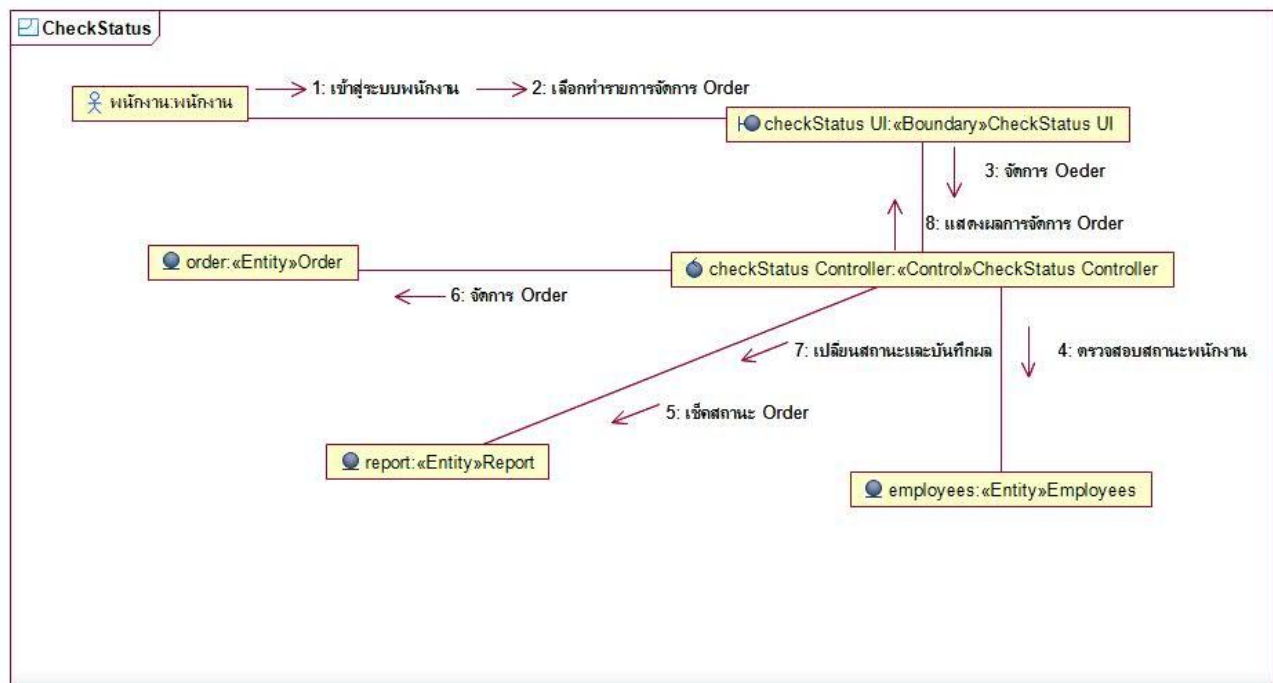 CheckStatus
1: เข้าสู่ระบบพนักงาน
2: เลือกทำรายการจัดการ Order
พนักงาน:พนักงาน
checkStatus UI:«Boundary»CheckStatus UI
3: จัดการ Oeder
8: แสดงผลการจัดการ Order
order:«Entity»Order
checkStatus Controller:«Control»CheckStatus Controller
6: จัดการ Order
7: เปลี่ยนสถานะและบันทึกผล
4: ตรวจสอบสถานะพนักงาน
5: เช็คสถานะ Order
report:«Entity»Report
employees:«Entity»Employees